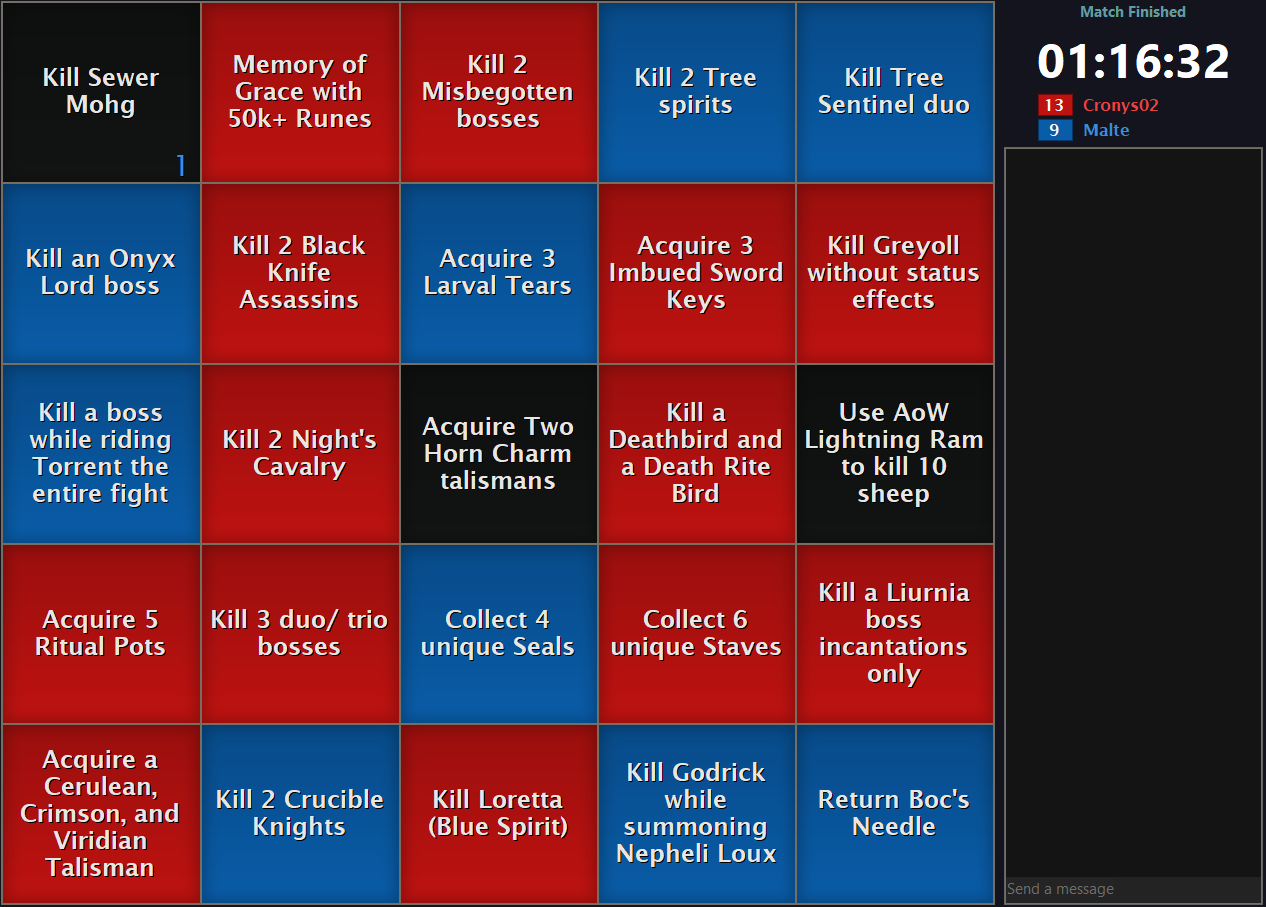 Kill Sewer
Mohg
1
Memory of
Grace with
50k+ Runes
Kill 2
Misbegotten
bosses
Kill 2 Tree
spirits
Kill Tree
Sentinel duo
Kill an Onyx
Lord boss
Kill 2 Black
Knife
Assassins
Acquire 3
Larval Tears
Acquire 3
Imbued Sword
Keys
Kill Greyoll
without status
effects
Kill a boss
while riding
Torrent the
entire fight
Kill 2 Night's
Cavalry
Acquire Two
Horn Charm
talismans
Kill a
Deathbird and
a Death Rite
Bird
Use AoW
Lightning Ram
to kill 10
sheep
Acquire 5
Ritual Pots
Kill 3 duo/ trio
bosses
Collect 4
unique Seals
Collect 6
unique Staves
Kill a Liurnia
boss
incantations
only
Acquire a
Cerulean,
Crimson, and
Viridian
Talisman
Kill 2 Crucible
Knights
Kill Loretta
(Blue Spirit)
Kill Godrick
while
summoning
Nepheli Loux
Return Boc's
Needle
Match Finished
01:16:32
13 Cronys02
9 Malte
Send a message